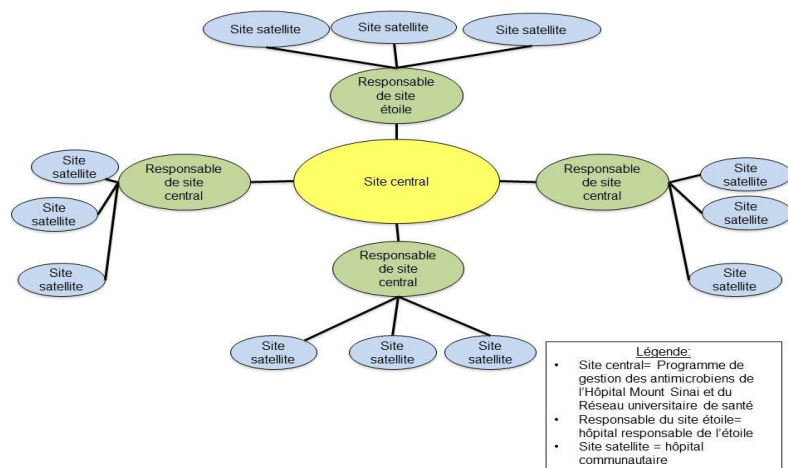 Site satellite
Site satellite
Site satellite
Responsable
de site
étoile
Site
satellite
Site
satellite
Site
satellite
Responsable
de site
central
Site central
Responsable
de site
central
Site
satellite
Site
satellite
Site
satellite
Responsable
de site
central
Site
satellite
Site
satellite
Site
satellite
Légende:
• Site central= Programme de
gestion des antimicrobiens de
l'Hôpital Mount Sinai et du
Réseau universitaire de santé
• Responsable du site étoile=
hôpital responsable de l'étoile
• Site satellite = hôpital
communautaire